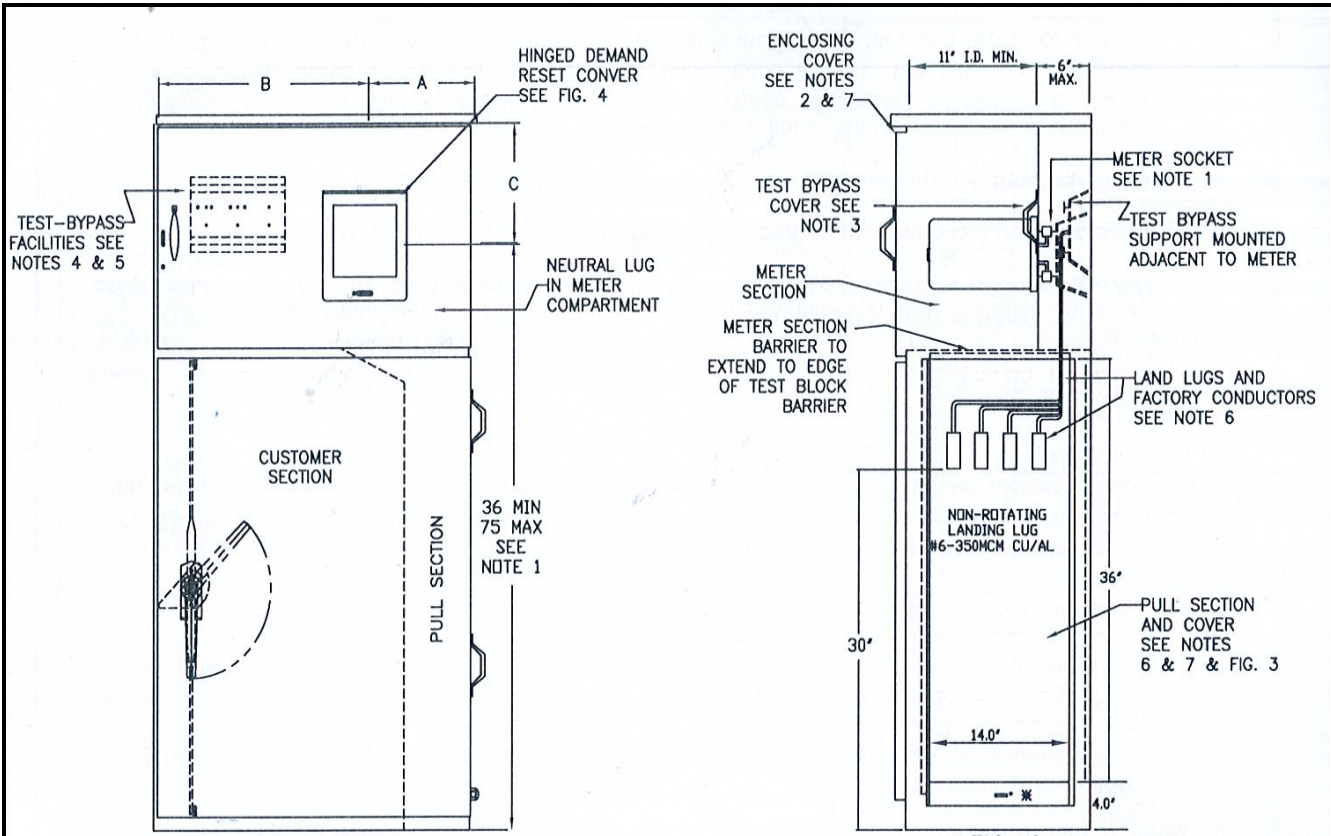 B
A
HINGED DEMAND
RESET CONVER
SEE FIG. 4
C
TEST-BYPASS
FACILITIES SEE
NOTES 4 & 5
NEUTRAL LUG
IN METER
COMPARTMENT
CUSTOMER
SECTION
36 MIN
75 MAX
SEE
NOTE 1
PULL SECTION
ENCLOSING
COVER
SEE NOTES
2 & 7
11" I.D. MIN.
6"
MAX.
METER SOCKET
SEE NOTE 1
TEST BYPASS
COVER SEE
NOTE 3
TEST BYPASS
SUPPORT MOUNTED
ADJACENT TO METER
METER
SECTION
METER SECTION
BARRIER TO
EXTEND TO EDGE
OF TEST BLOCK
BARRIER
LAND LUGS AND
FACTORY CONDUCTORS
SEE NOTE 6
NON-ROTATING
LANDING LUG
#6-350MCM CU/AL
36"
30"
PULL SECTION
AND COVER
SEE NOTES
6 & 7 & FIG. 3
14.0"
4.0"